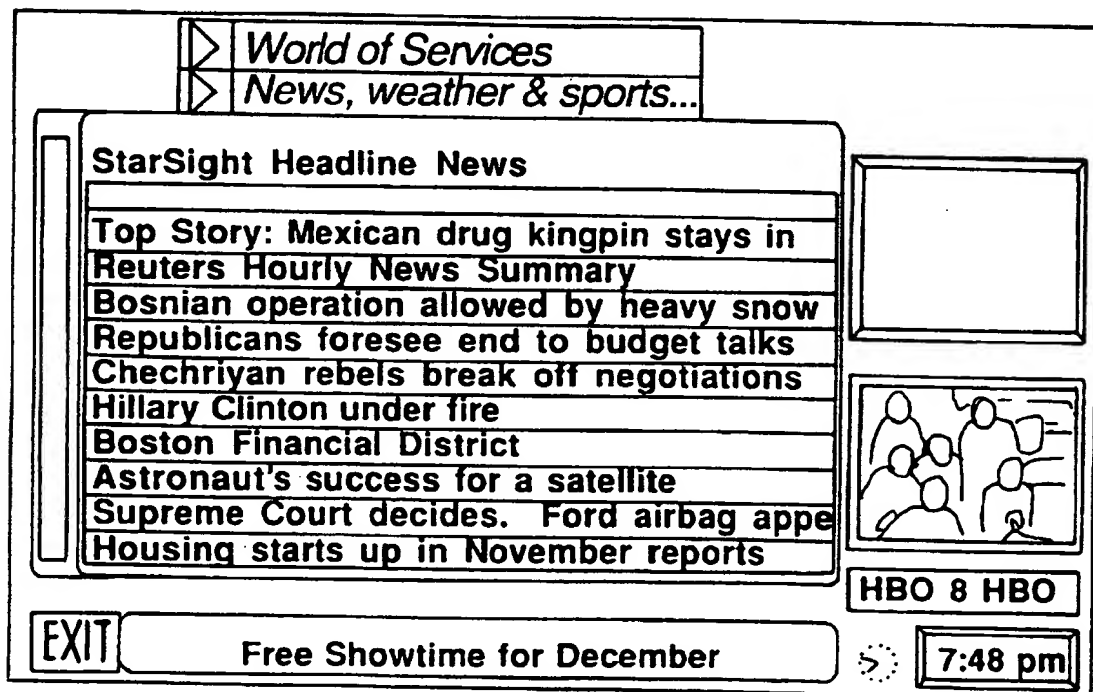 World of Services
News, weather & sports...
StarSight Headline News
Top Story: Mexican drug kingpin stays in
Reuters Hourly News Summary
Bosnian operation allowed by heavy snow
Republicans foresee end to budget talks
Chechriyan rebels break off negotiations
Hillary Clinton under fire
Boston Financial District
Astronaut's success for a satellite
Supreme Court decides. Ford airbag appe
Housing starts up in November reports
HBO 8 HBO
EXIT
Free Showtime for December
7:48 pm